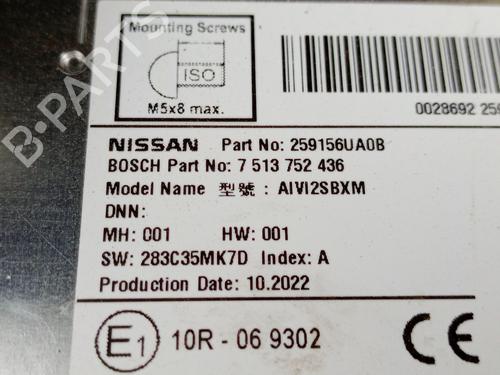 Mounting Screws
ISO
M5x8 max.
0028692 259
NISSAN Part No: 259156UA0B
BOSCH Part No: 7 513 752 436
Model Name 型號 : AIVI2SBXM
DNN:
MH: 001 HW: 001
SW: 283C35MK7D Index: A
Production Date: 10.2022
E1 10R - 06 9302 CE
B-PARTS